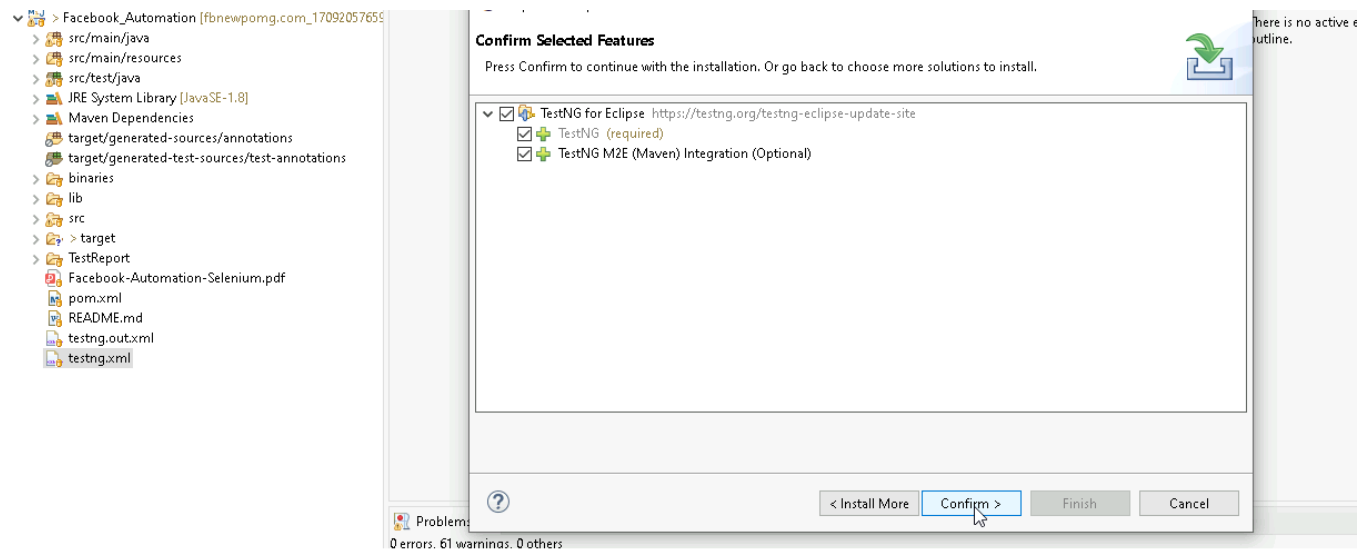 > Facebook_Automation [fbnewpomg.com_1709205765
src/main/java
src/main/resources
src/test/java
JRE System Library [JavaSE-1.8]
Maven Dependencies
target/generated-sources/annotations
target/generated-test-sources/test-annotations
binaries
lib
src
> target
TestReport
Facebook-Automation-Selenium.pdf
pom.xml
README.md
testng.out.xml
testng.xml
Confirm Selected Features
Press Confirm to continue with the installation. Or go back to choose more solutions to install.
TestNG for Eclipse https://testng.org/testng-eclipse-update-site
TestNG (required)
TestNG M2E (Maven) Integration (Optional)
< Install More
Confirm >
Finish
Cancel
There is no active e
outline.
Problem
0 errors, 61 warnings, 0 others